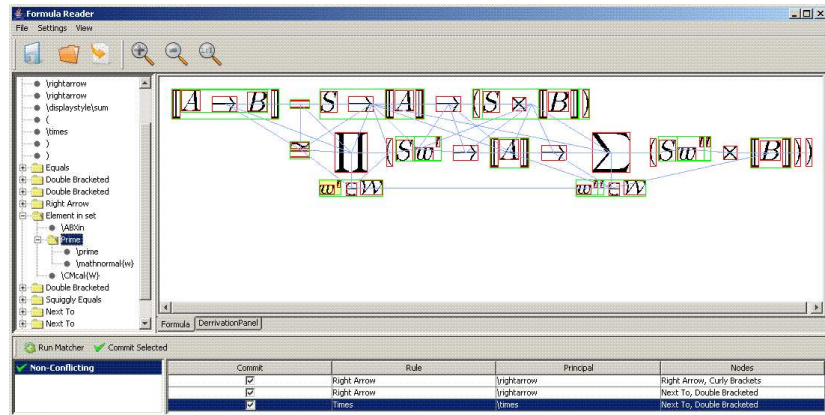 Formula Reader
File Settings View
\rightarrow
\rightarrow
\displaystyle\sum
(
\times
)
)
Equals
Double Bracketed
Double Bracketed
Right Arrow
Element in set
\ABXin
Prime
\prime
\mathnormal{w}
\CMcal{W}
Double Bracketed
Squiggly Equals
Next To
Next To
⟦A → B⟧ = S → ⟦A⟧ → (S × ⟦B⟧)
≃ ∏ (Sw' → ⟦A⟧ → ∑ (Sw'' × ⟦B⟧))
w' ∈ W w'' ∈ W
Formula DerrivationPanel
Run Matcher Commit Selected
Non-Conflicting
Commit Rule Principal Nodes
Right Arrow \rightarrow Right Arrow, Curly Brackets
Right Arrow \rightarrow Next To, Double Bracketed
Times \times Next To, Double Bracketed